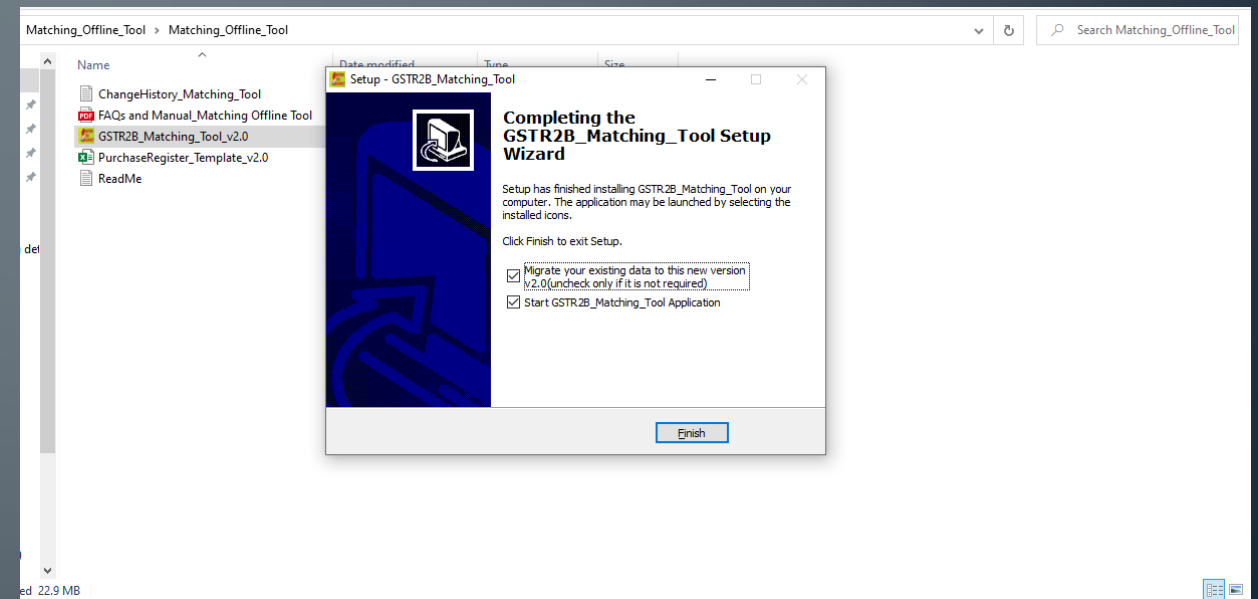 Matching_Offline_Tool > Matching_Offline_Tool
Search Matching_Offline_Tool
Name
Date modified
Type
Size
ChangeHistory_Matching_Tool
FAQs and Manual_Matching Offline Tool
GSTR2B_Matching_Tool_v2.0
PurchaseRegister_Template_v2.0
ReadMe
det
Setup - GSTR2B_Matching_Tool
Completing the
GSTR2B_Matching_Tool Setup
Wizard
Setup has finished installing GSTR2B_Matching_Tool on your
computer. The application may be launched by selecting the
installed icons.
Click Finish to exit Setup.
Migrate your existing data to this new version
v2.0(uncheck only if it is not required)
Start GSTR2B_Matching_Tool Application
Finish
ed 22.9 MB